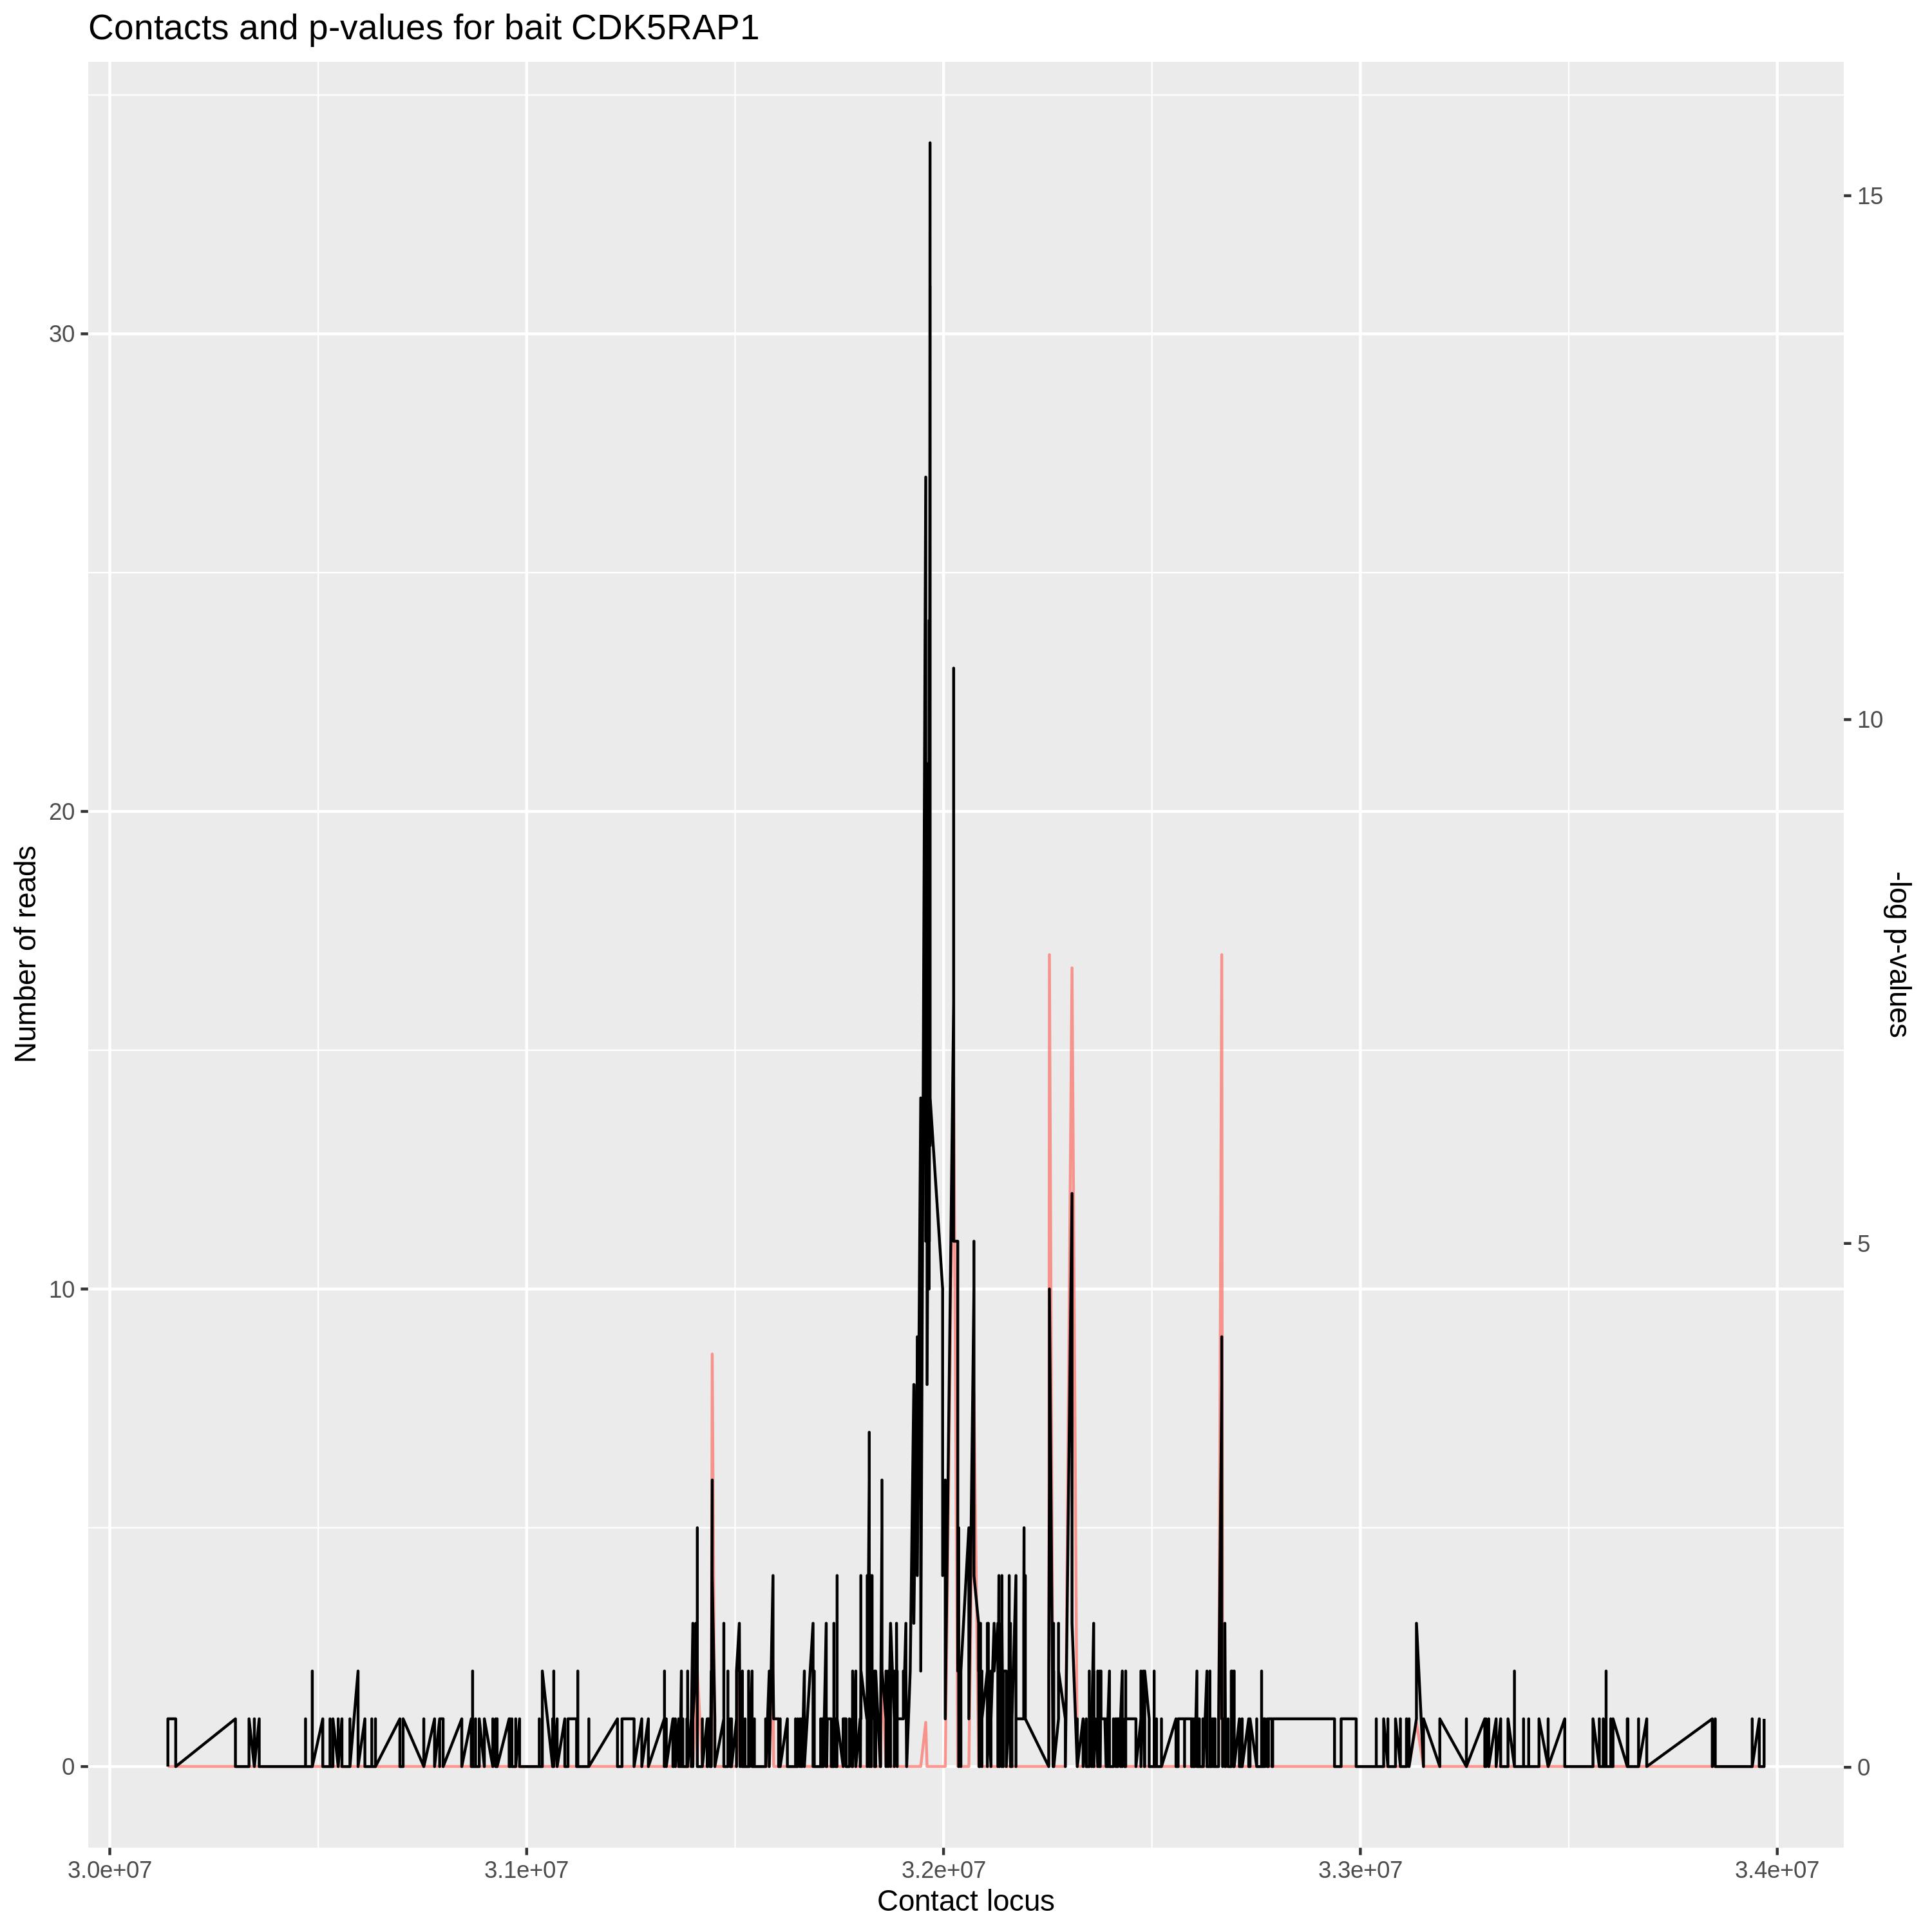 Contacts and p-values for bait CDK5RAP1
30
20
10
0
Number of reads
15
10
5
0
-log p-values
3.0e+07
3.1e+07
3.2e+07
3.3e+07
3.4e+07
Contact locus